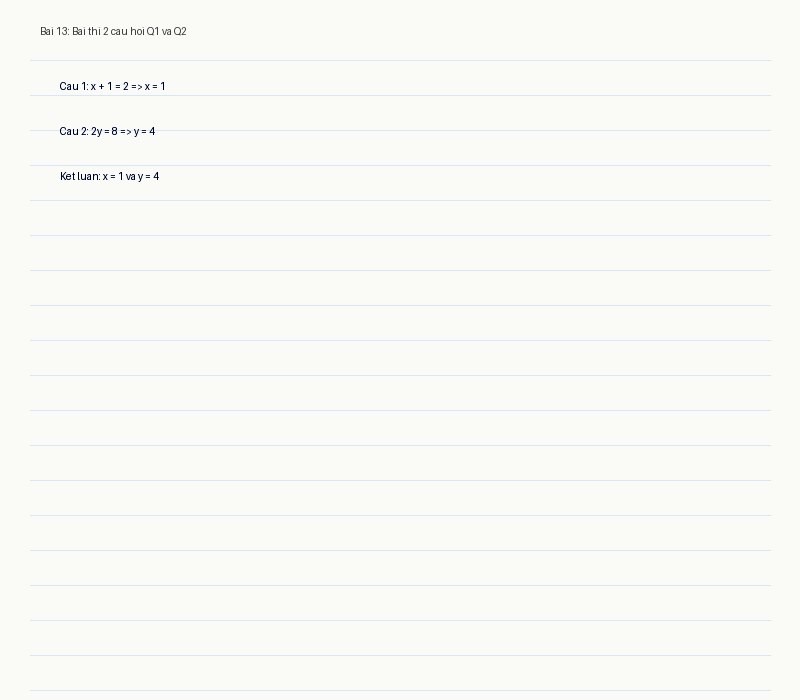 Bai 13: Bai thi 2 cau hoi Q1 va Q2
Cau 1: x + 1 = 2 => x = 1
Cau 2: 2y = 8 => y = 4
Ket luan: x = 1 va y = 4